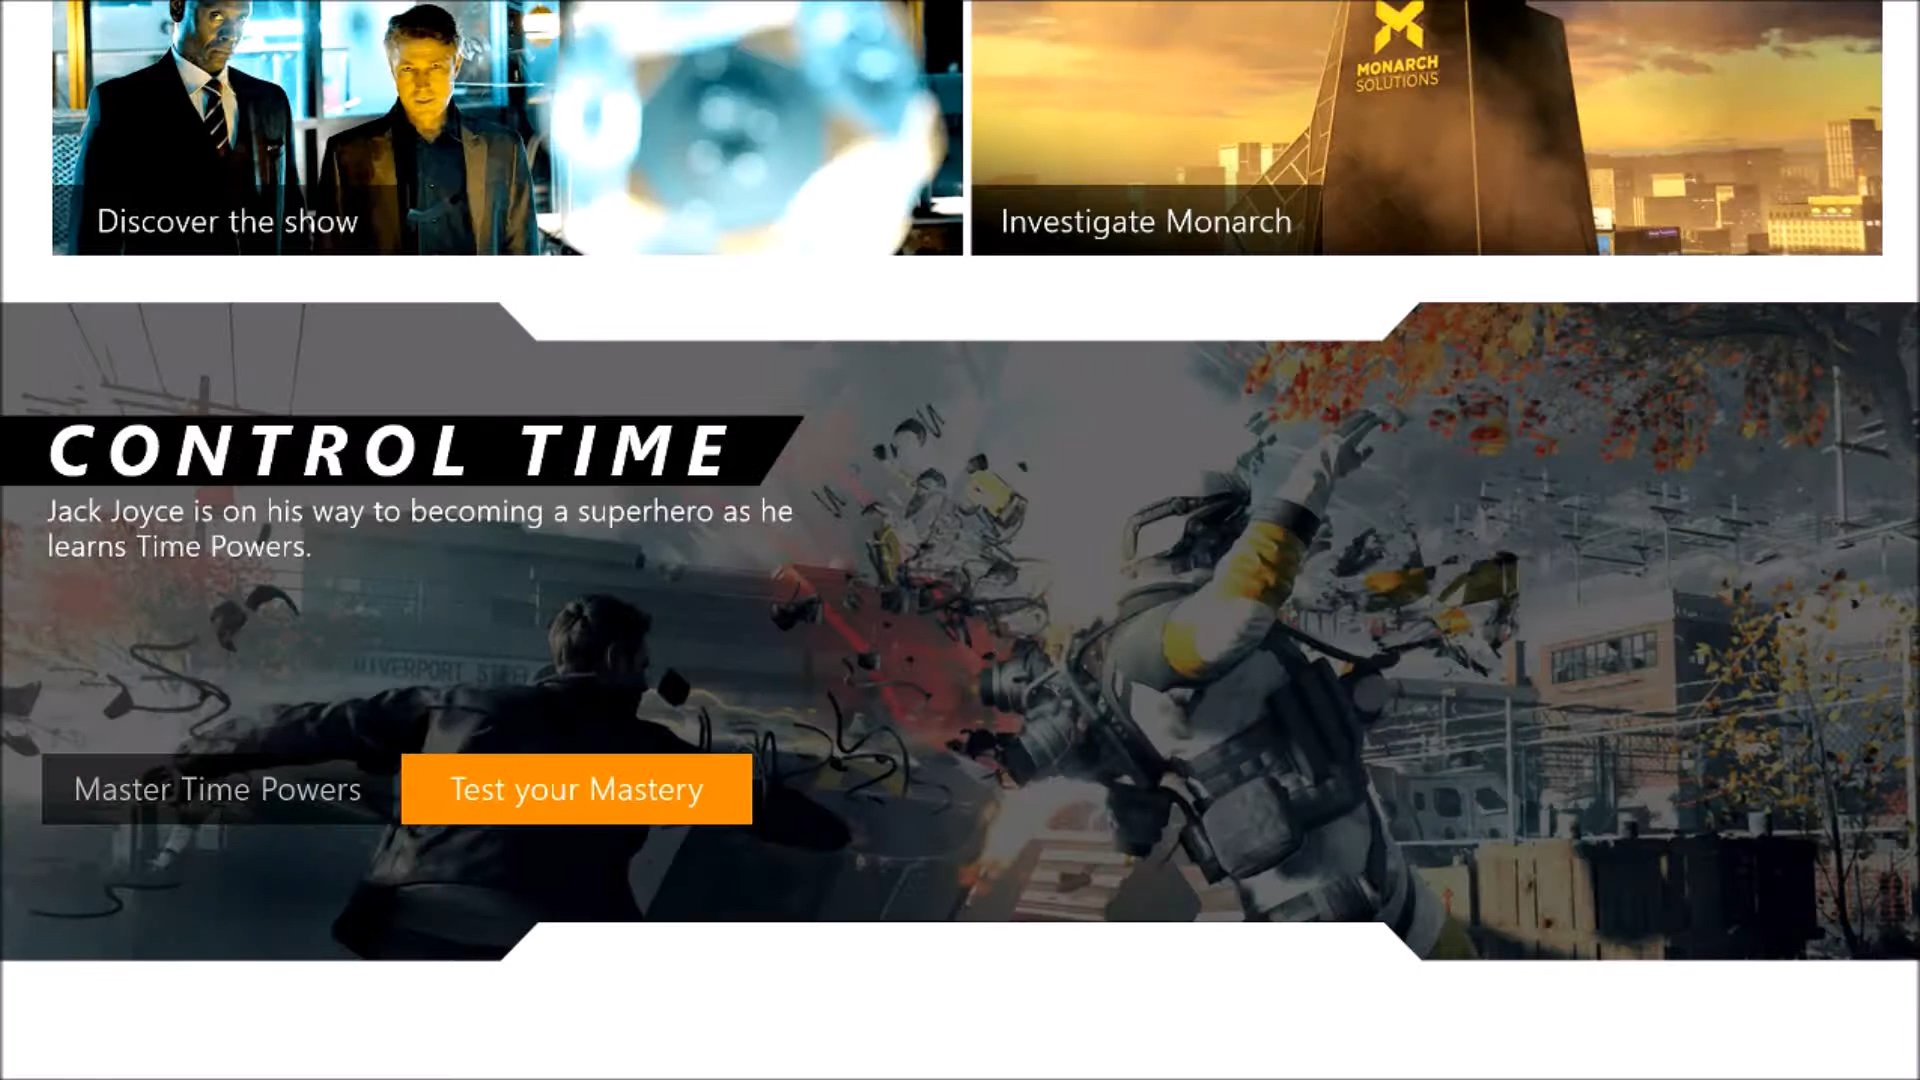 MONARCH
SOLUTIONS
Discover the show
Investigate Monarch
CONTROL TIME
Jack Joyce is on his way to becoming a superhero as he
learns Time Powers.
Master Time Powers
Test your Mastery